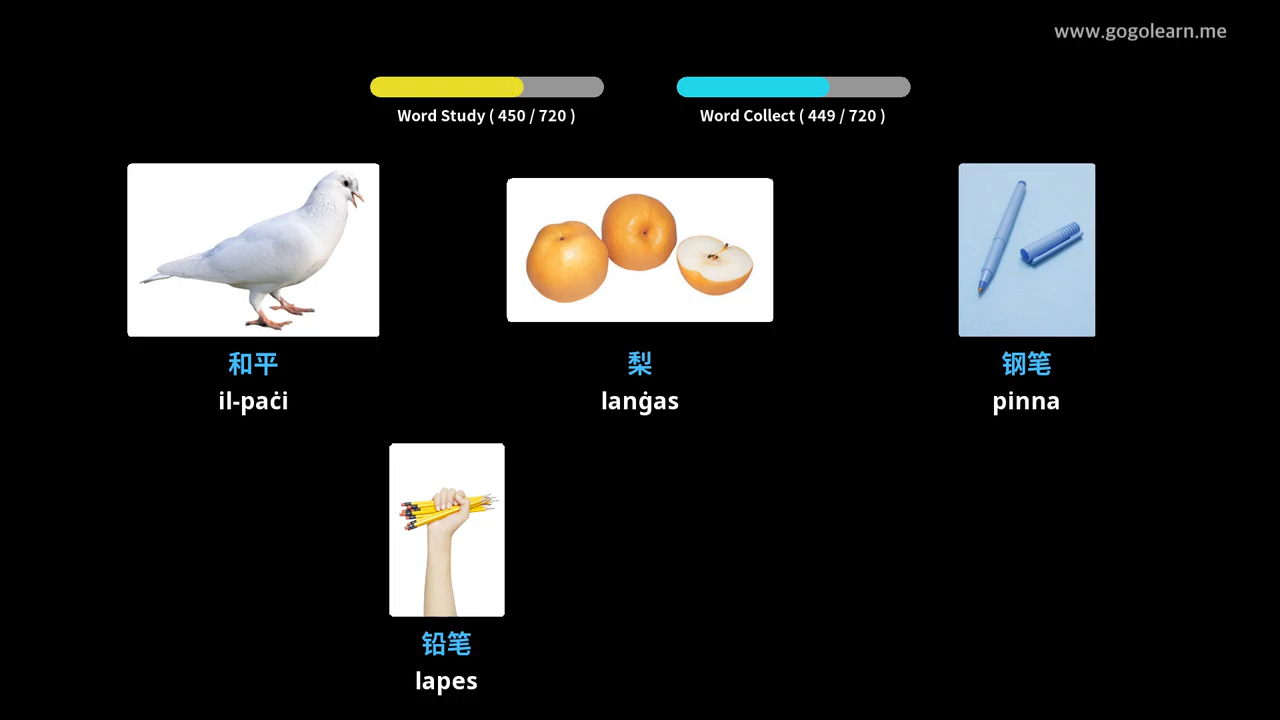 www.gogolearn.me
Word Study ( 450 / 720 )
Word Collect ( 449 / 720 )
和平
il-paċi
梨
lanġas
钢笔
pinna
铅笔
lapes